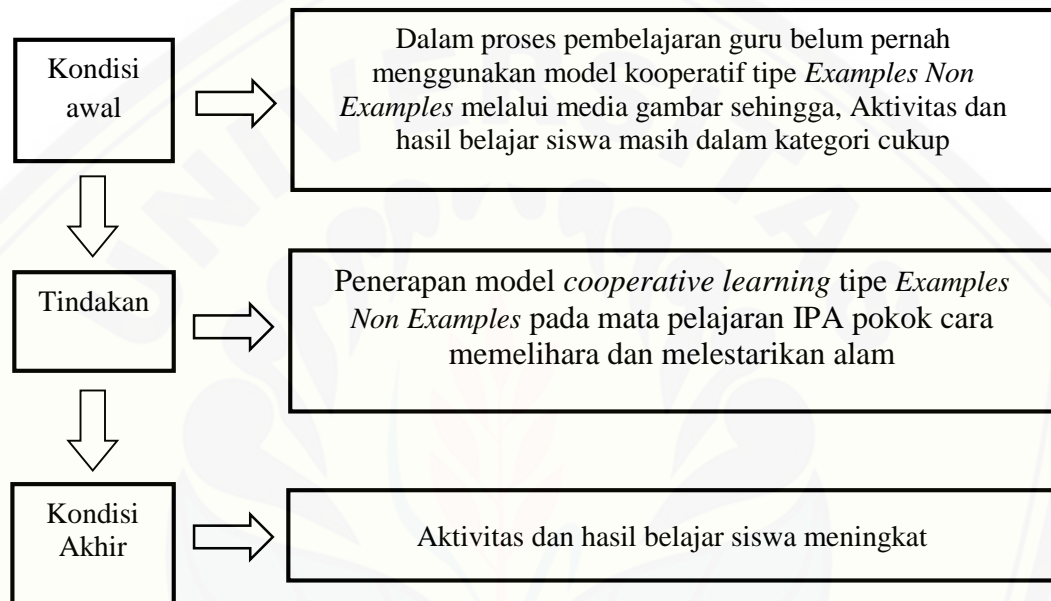 Kondisi
awal
Dalam proses pembelajaran guru belum pernah
menggunakan model kooperatif tipe Examples Non
Examples melalui media gambar sehingga, Aktivitas dan
hasil belajar siswa masih dalam kategori cukup
Tindakan
Penerapan model cooperative learning tipe Examples
Non Examples pada mata pelajaran IPA pokok cara
memelihara dan melestarikan alam
Kondisi
Akhir
Aktivitas dan hasil belajar siswa meningkat
UNIVERSITAS